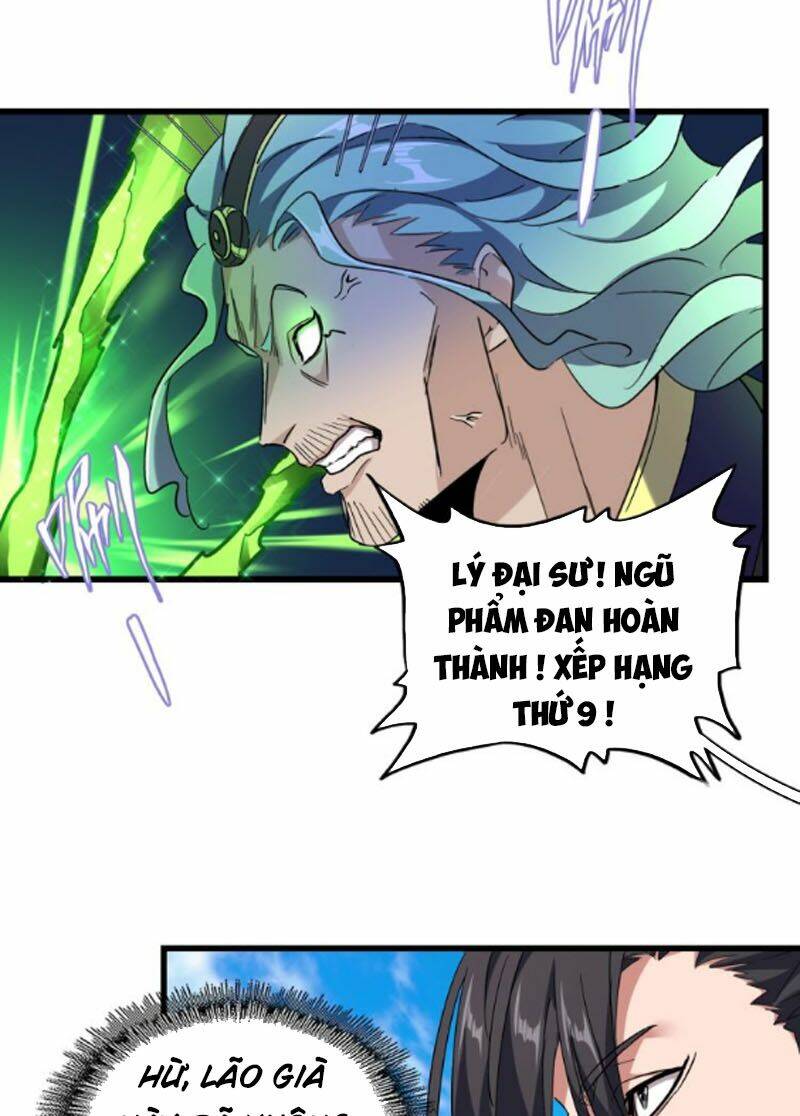 LÝ ĐẠI SƯ! NGŨ
PHẨM ĐAN HOÀN
THÀNH! XẾP HẠNG
THỨ 9!
HỪ, LÃO GIÀ